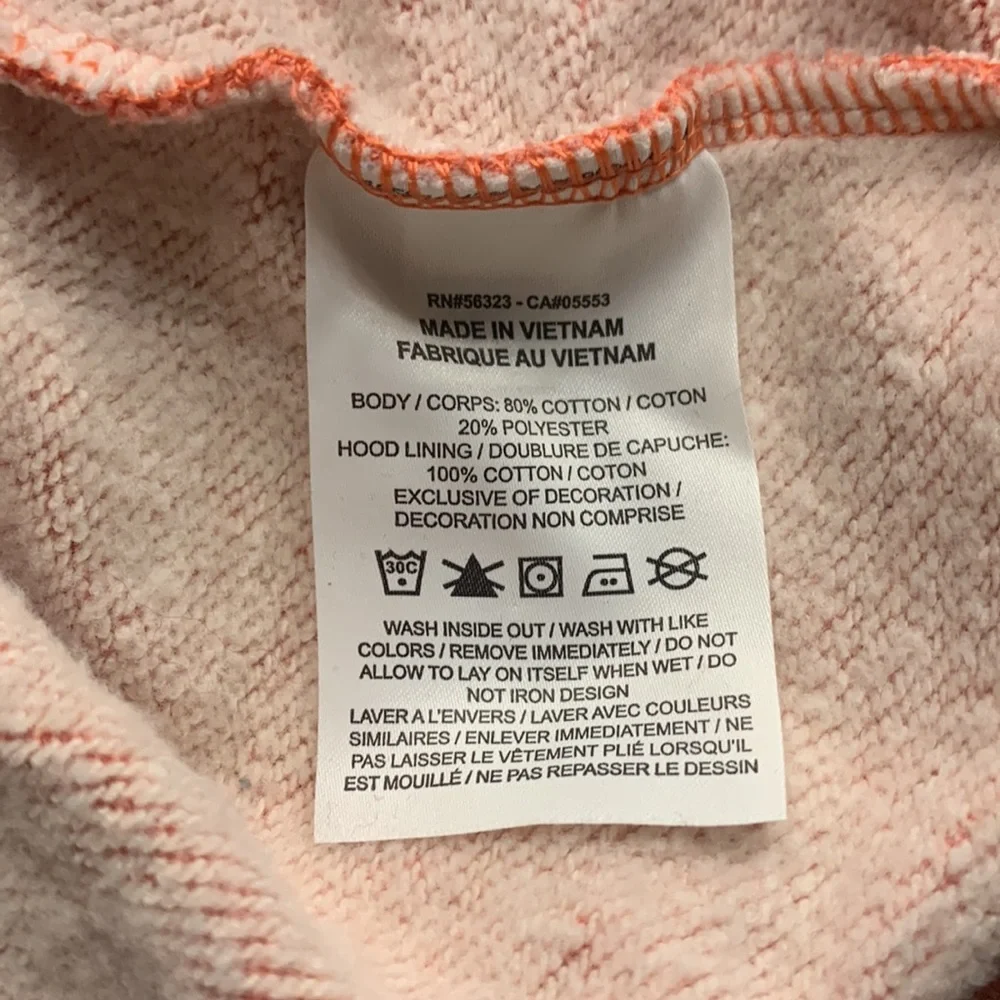 RN#56323 - CA#05553
MADE IN VIETNAM
FABRIQUE AU VIETNAM
BODY / CORPS: 80% COTTON / COTON
20% POLYESTER
HOOD LINING / DOUBLURE DE CAPUCHE:
100% COTTON / COTON
EXCLUSIVE OF DECORATION /
DECORATION NON COMPRISE
30C
WASH INSIDE OUT / WASH WITH LIKE
COLORS / REMOVE IMMEDIATELY / DO NOT
ALLOW TO LAY ON ITSELF WHEN WET / DO
NOT IRON DESIGN
LAVER A L'ENVERS / LAVER AVEC COULEURS
SIMILAIRES / ENLEVER IMMEDIATEMENT / NE
PAS LAISSER LE VÊTEMENT PLIÉ LORSQU'IL
EST MOUILLÉ / NE PAS REPASSER LE DESSIN